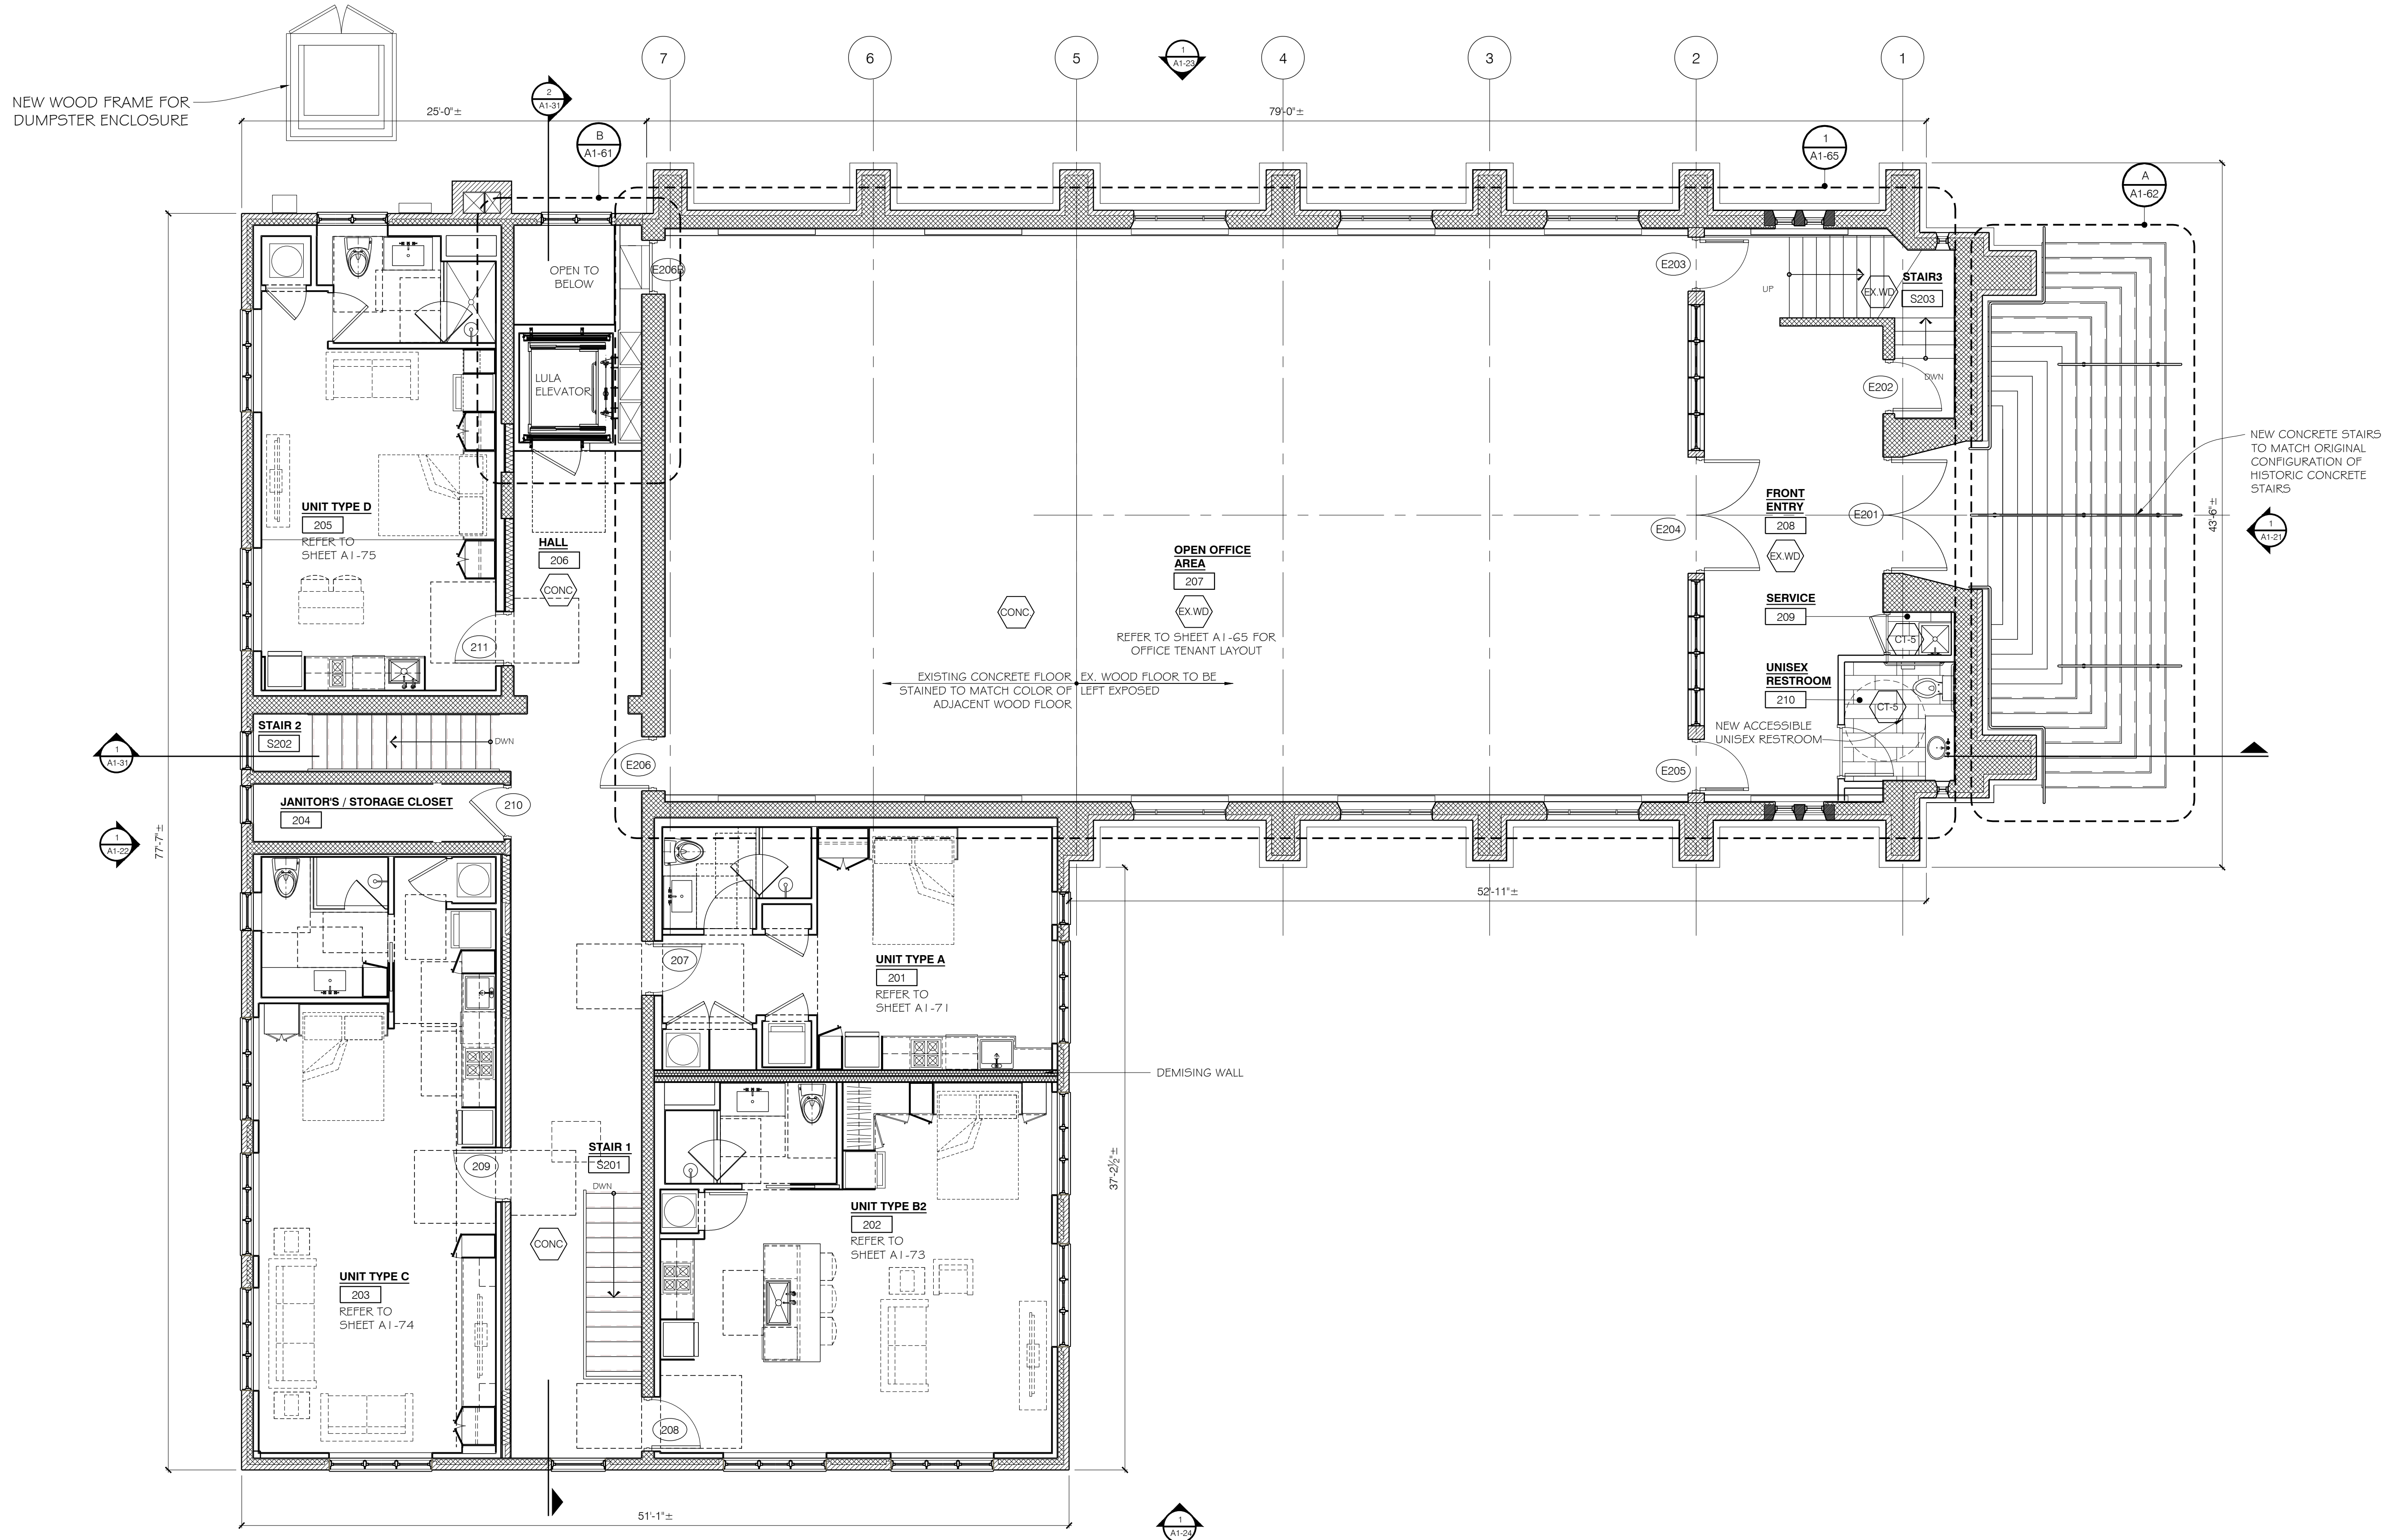 7
6
5
4
3
2
1
1
A1-23
2
A1-31
NEW WOOD FRAME FOR
DUMPSTER ENCLOSURE
25'-0"±
79'-0"±
B
A1-61
1
A1-65
A
A1-62
OPEN TO
BELOW
E206B
E203
UP
EX.WD
STAIR3
S203
LULA
ELEVATOR
E202
DWN
NEW CONCRETE STAIRS
TO MATCH ORIGINAL
CONFIGURATION OF
HISTORIC CONCRETE
STAIRS
43'-6"±
1
A1-21
UNIT TYPE D
205
REFER TO
SHEET A1-75
HALL
206
CONC
211
FRONT
ENTRY
208
EX.WD
E204
E201
OPEN OFFICE
AREA
207
EX.WD
CONC
REFER TO SHEET A1-65 FOR
OFFICE TENANT LAYOUT
SERVICE
209
CT-5
UNISEX
RESTROOM
210
CT-5
NEW ACCESSIBLE
UNISEX RESTROOM
EXISTING CONCRETE FLOOR
STAINED TO MATCH COLOR OF
ADJACENT WOOD FLOOR
EX. WOOD FLOOR TO BE
LEFT EXPOSED
STAIR 2
S202
DWN
1
A1-31
E206
E205
JANITOR'S / STORAGE CLOSET
204
210
1
A1-22
77'-7"±
52'-11"±
207
UNIT TYPE A
201
REFER TO
SHEET A1-71
DEMISING WALL
37'-2½"±
STAIR 1
S201
DWN
209
CONC
UNIT TYPE B2
202
REFER TO
SHEET A1-73
UNIT TYPE C
203
REFER TO
SHEET A1-74
208
51'-1"±
1
A1-24